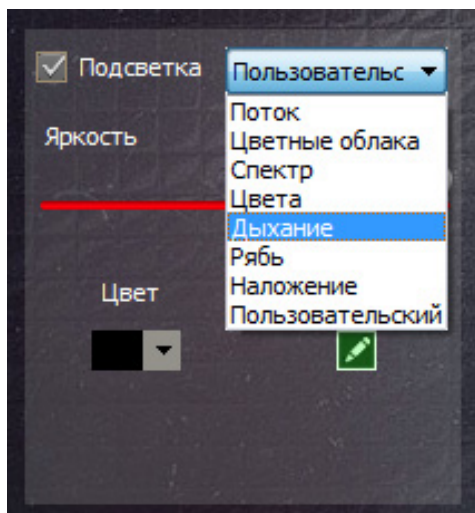 Подсветка
Пользовательс
Яркость
Поток
Цветные облака
Спектр
Цвета
Дыхание
Рябь
Наложение
Пользовательский
Цвет